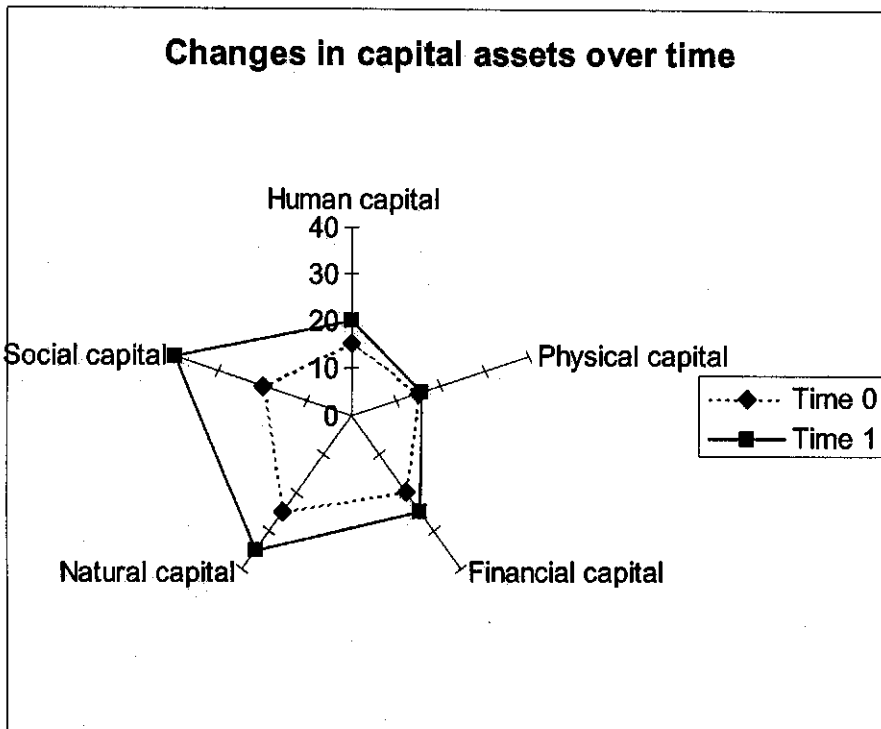 Changes in capital assets over time
Human capital
40
30
20
10
0
Social capital
Physical capital
Natural capital
Financial capital
Time 0
Time 1